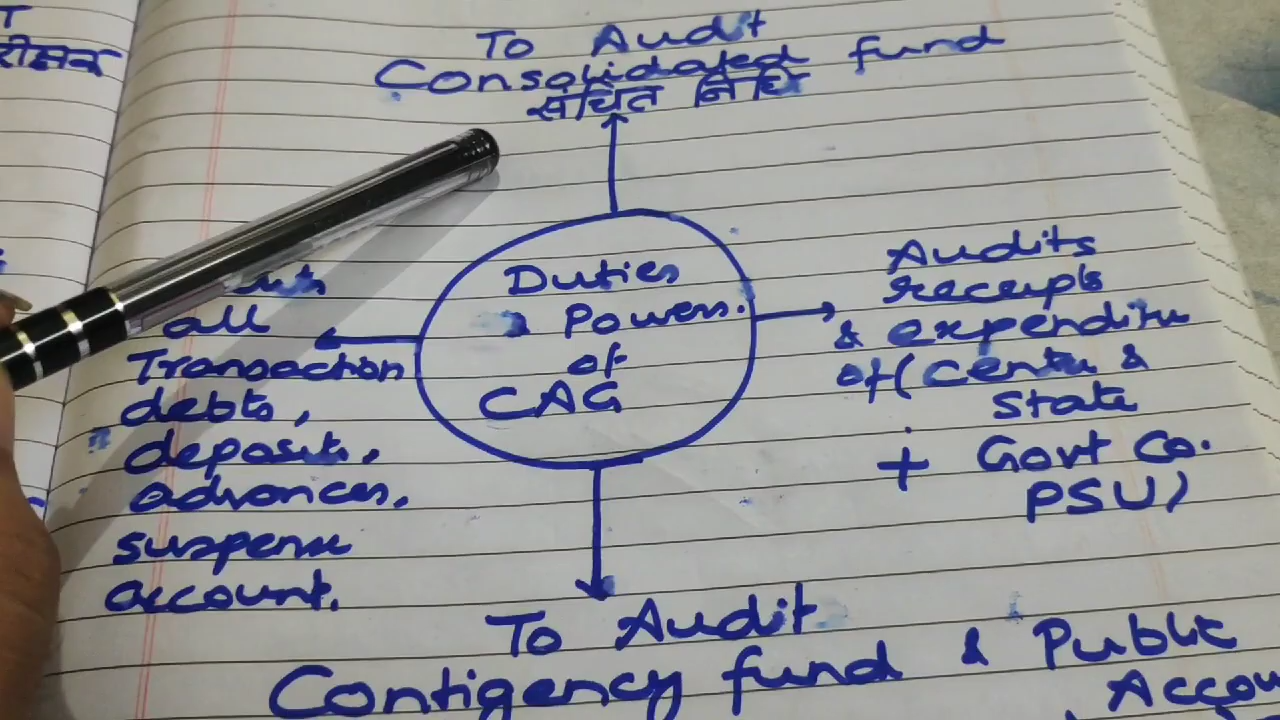 To Audit
Consolidated fund
संचित निधि
Duties
& Powers.
of
CAG
Audits
receipts
& expenditu
of (Centre &
State
+ Govt Co.
PSU)
all
Transaction
debts,
deposits,
advances,
suspense
account.
To Audit
Contigency fund & Public
Accou